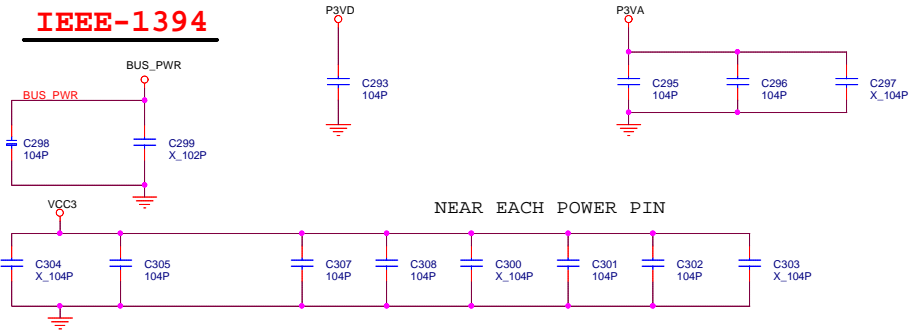 IEEE-1394
P3VD
P3VA
BUS_PWR
BUS_PWR
C293
104P
C295
104P
C296
104P
C297
X_104P
C298
104P
C299
X_102P
VCC3
NEAR EACH POWER PIN
C304
X_104P
C305
104P
C307
104P
C308
104P
C300
X_104P
C301
104P
C302
104P
C303
X_104P